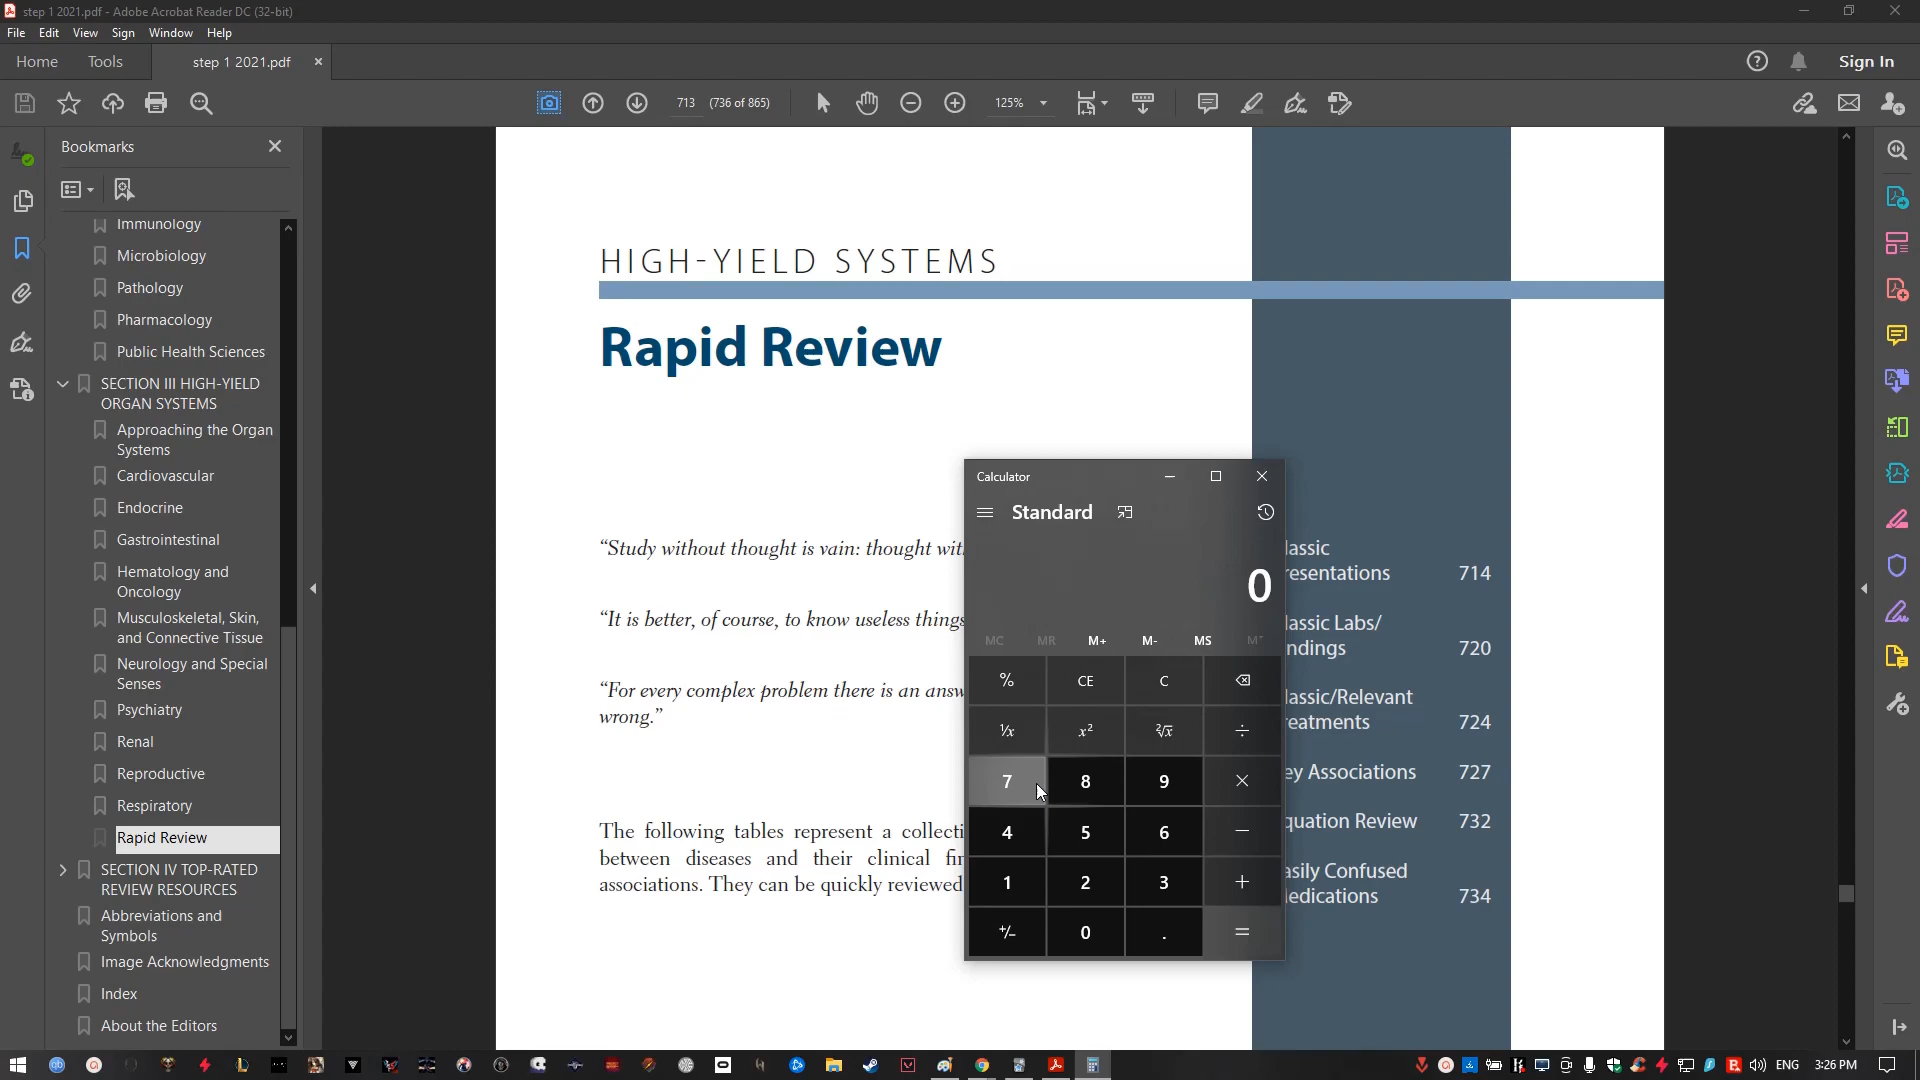 step 1 2021.pdf - Adobe Acrobat Reader DC (32-bit)
File Edit View Sign Window Help
Home Tools step 1 2021.pdf Sign In
713 (736 of 865) 125%
Bookmarks
Immunology
Microbiology
Pathology
Pharmacology
Public Health Sciences
SECTION III HIGH-YIELD
ORGAN SYSTEMS
Approaching the Organ
Systems
Cardiovascular
Endocrine
Gastrointestinal
Hematology and
Oncology
Musculoskeletal, Skin,
and Connective Tissue
Neurology and Special
Senses
Psychiatry
Renal
Reproductive
Respiratory
Rapid Review
SECTION IV TOP-RATED
REVIEW RESOURCES
Abbreviations and
Symbols
Image Acknowledgments
Index
About the Editors
HIGH-YIELD SYSTEMS
Rapid Review
“Study without thought is vain: thought wit
“It is better, of course, to know useless things
“For every complex problem there is an answ
wrong.”
The following tables represent a collecti
between diseases and their clinical fin
associations. They can be quickly reviewed
Calculator
Standard
0
MC MR M+ M- MS M˅
% CE C
¹/x x² ²√x ÷
7 8 9 ×
4 5 6 −
1 2 3 +
+/− 0 . =
lassic
resentations 714
lassic Labs/
ndings 720
lassic/Relevant
reatments 724
ey Associations 727
quation Review 732
asily Confused
edications 734
ENG 3:26 PM